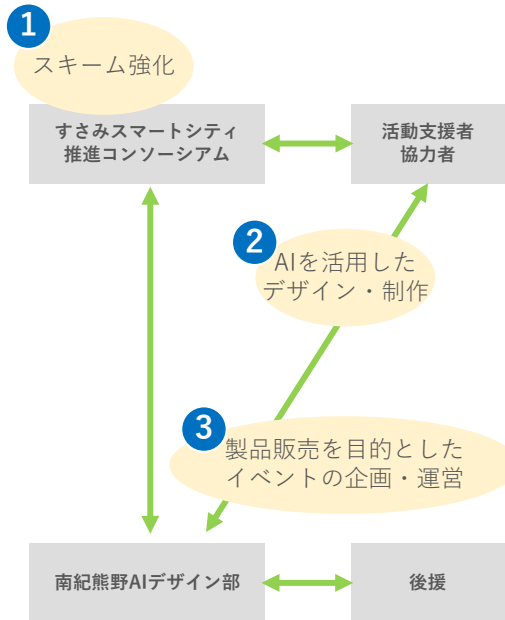 1
スキーム強化
すさみスマートシティ
推進コンソーシアム
活動支援者
協力者
2
AIを活用した
デザイン・制作
3
製品販売を目的とした
イベントの企画・運営
南紀熊野AIデザイン部
後援